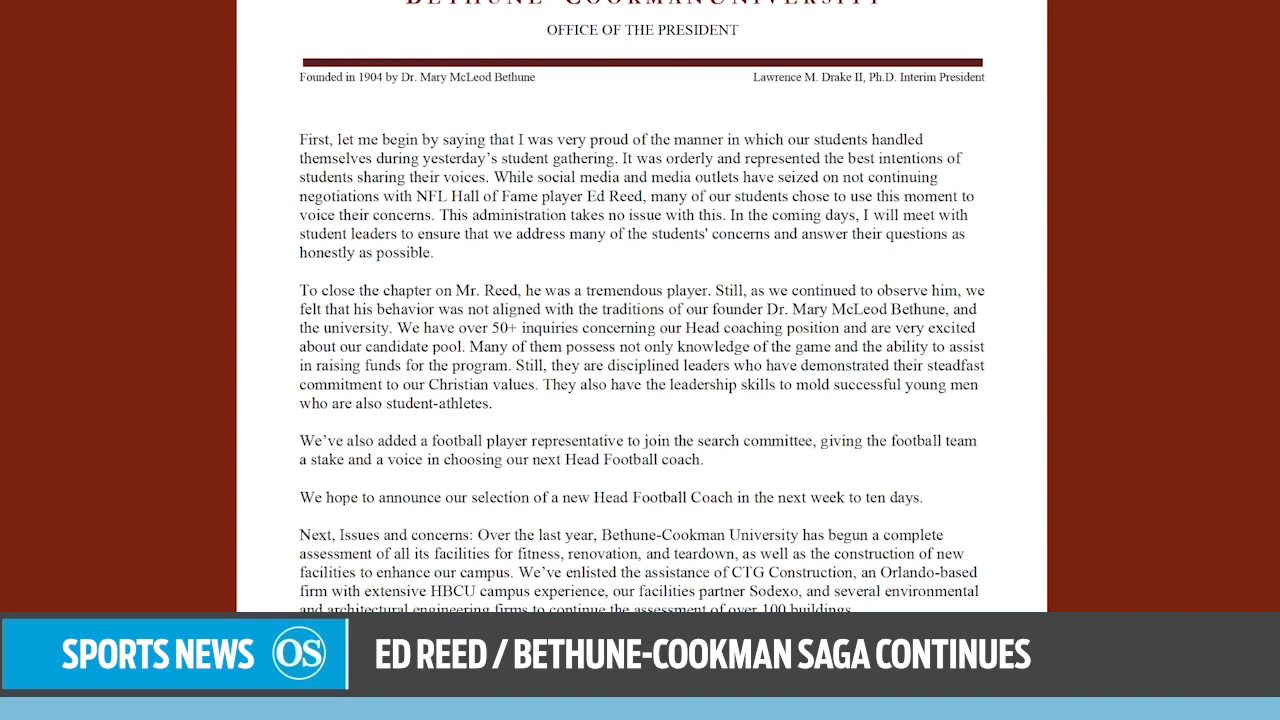 BETHUNE-COOKMAN UNIVERSITY
OFFICE OF THE PRESIDENT
Founded in 1904 by Dr. Mary McLeod Bethune
Lawrence M. Drake II, Ph.D. Interim President
First, let me begin by saying that I was very proud of the manner in which our students handled
themselves during yesterday’s student gathering. It was orderly and represented the best intentions of
students sharing their voices. While social media and media outlets have seized on not continuing
negotiations with NFL Hall of Fame player Ed Reed, many of our students chose to use this moment to
voice their concerns. This administration takes no issue with this. In the coming days, I will meet with
student leaders to ensure that we address many of the students' concerns and answer their questions as
honestly as possible.
To close the chapter on Mr. Reed, he was a tremendous player. Still, as we continued to observe him, we
felt that his behavior was not aligned with the traditions of our founder Dr. Mary McLeod Bethune, and
the university. We have over 50+ inquiries concerning our Head coaching position and are very excited
about our candidate pool. Many of them possess not only knowledge of the game and the ability to assist
in raising funds for the program. Still, they are disciplined leaders who have demonstrated their steadfast
commitment to our Christian values. They also have the leadership skills to mold successful young men
who are also student-athletes.
We’ve also added a football player representative to join the search committee, giving the football team
a stake and a voice in choosing our next Head Football coach.
We hope to announce our selection of a new Head Football Coach in the next week to ten days.
Next, Issues and concerns: Over the last year, Bethune-Cookman University has begun a complete
assessment of all its facilities for fitness, renovation, and teardown, as well as the construction of new
facilities to enhance our campus. We’ve enlisted the assistance of CTG Construction, an Orlando-based
firm with extensive HBCU campus experience, our facilities partner Sodexo, and several environmental
and architectural engineering firms to continue the assessment of over 100 buildings.
SPORTS NEWS OS ED REED / BETHUNE-COOKMAN SAGA CONTINUES